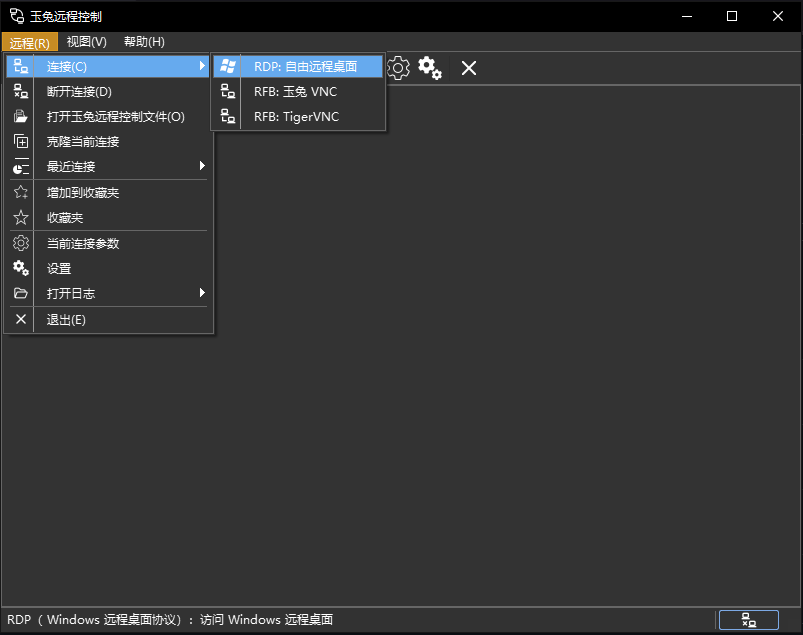 玉兔远程控制
远程(R) 视图(V) 帮助(H)
连接(C)
断开连接(D)
打开玉兔远程控制文件(O)
克隆当前连接
最近连接
增加到收藏夹
收藏夹
当前连接参数
设置
打开日志
退出(E)
RDP: 自由远程桌面
RFB: 玉兔 VNC
RFB: TigerVNC
RDP（ Windows 远程桌面协议）: 访问 Windows 远程桌面